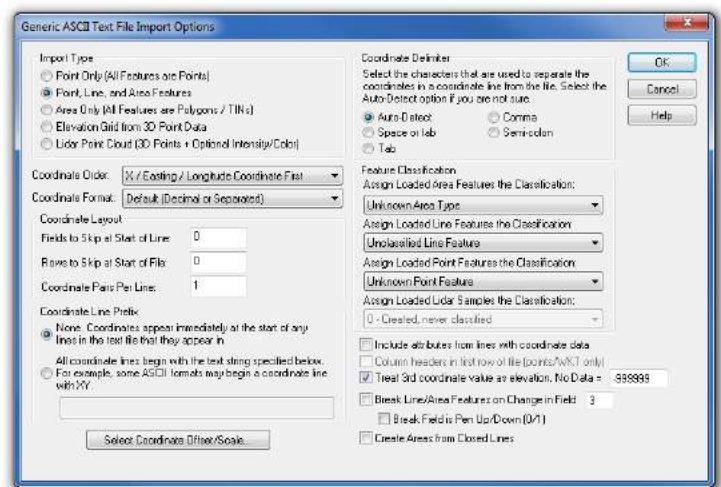 Generic ASCII Text File Import Options
Import Type
Point Only (All Features are Points)
Point, Line, and Area Features
Area Only (All Features are Polygons / TINs)
Elevation Grid from 3D Point Data
Lidar Point Cloud (3D Points + Optional Intensity/Color)
Coordinate Order:
X / Easting / Longitude Coordinate First
Coordinate Format:
Default (Decimal or Separated)
Coordinate Layout
Fields to Skip at Start of Line:
0
Rows to Skip at Start of File:
0
Coordinate Pairs Per Line:
1
Coordinate Line Prefix
None. Coordinates appear immediately at the start of any
lines in the text file that they appear in.
All coordinate lines begin with the text string specified below.
For example, some ASCII formats may begin a coordinate line
with XY.
Select Coordinate Offset/Scale...
Coordinate Delimiter
Select the characters that are used to separate the
coordinates in a coordinate line from the file. Select the
Auto-Detect option if you are not sure.
Auto-Detect
Comma
Space or tab
Semi-colon
Tab
Feature Classification
Assign Loaded Area Features the Classification:
Unknown Area Type
Assign Loaded Line Features the Classification:
Unclassified Line Feature
Assign Loaded Point Features the Classification:
Unknown Point Feature
Assign Loaded Lidar Samples the Classification:
0 - Created, never classified
Include attributes from lines with coordinate data
Column headers in first row of file (points/WKT only)
Treat 3rd coordinate value as elevation. No Data =
-999999
Break Line/Area Features on Change in Field
3
Break Field is Pen Up/Down (0/1)
Create Areas from Closed Lines
OK
Cancel
Help